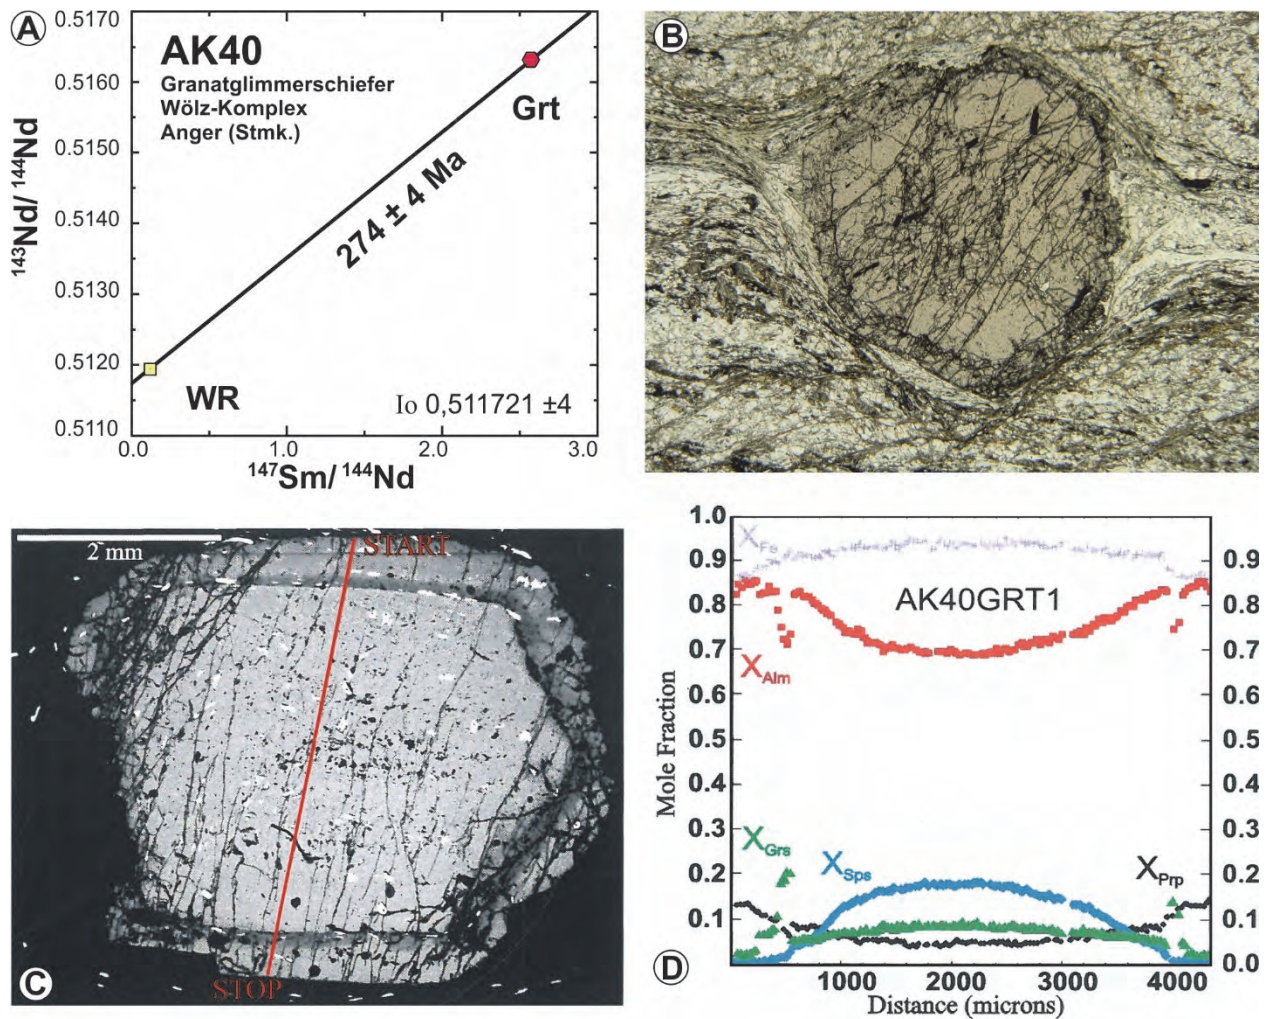 A
0.5170
0.5160
0.5150
0.5140
0.5130
0.5120
0.5110
143Nd/ 144Nd
AK40
Granatglimmerschiefer
Wölz-Komplex
Anger (Stmk.)
Grt
274 ± 4 Ma
WR
Io 0,511721 ±4
0.0 1.0 2.0 3.0
147Sm/ 144Nd
B
2 mm
START
STOP
C
1.0
0.9
0.8
0.7
0.6
0.5
0.4
0.3
0.2
0.1
Mole Fraction
XFe
AK40GRT1
XAlm
XGrs
XSps
XPrp
0.9
0.8
0.7
0.6
0.5
0.4
0.3
0.2
0.1
0.0
1000 2000 3000 4000
Distance (microns)
D